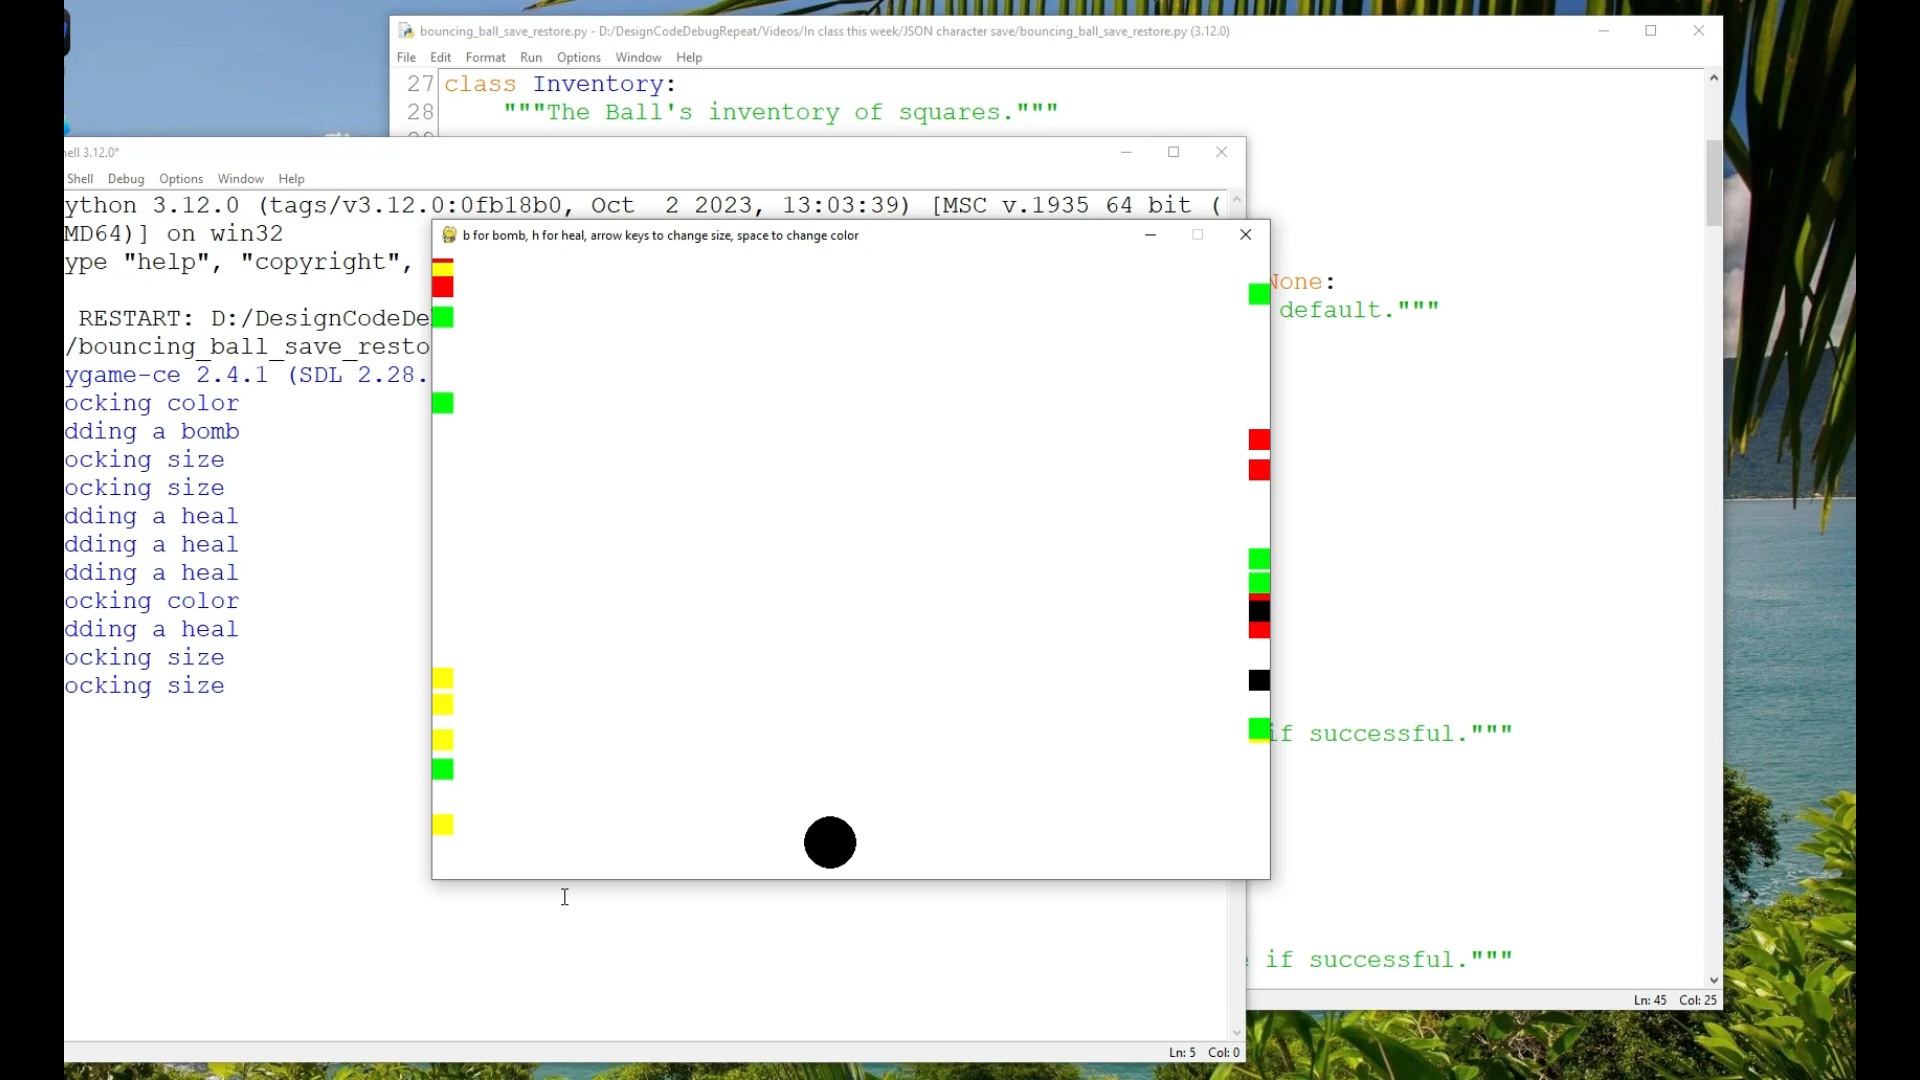 bouncing_ball_save_restore.py - D:/DesignCodeDebugRepeat/Videos/In class this week/JSON character save/bouncing_ball_save_restore.py (3.12.0)
File Edit Format Run Options Window Help
27 class Inventory:
28 """The Ball's inventory of squares."""
ell 3.12.0*
Shell Debug Options Window Help
ython 3.12.0 (tags/v3.12.0:0fb18b0, Oct 2 2023, 13:03:39) [MSC v.1935 64 bit (
MD64)] on win32
b for bomb, h for heal, arrow keys to change size, space to change color
ype "help", "copyright",
None:
default."""
RESTART: D:/DesignCodeDe
/bouncing_ball_save_resto
ygame-ce 2.4.1 (SDL 2.28.
ocking color
dding a bomb
ocking size
ocking size
dding a heal
dding a heal
dding a heal
ocking color
dding a heal
ocking size
ocking size
if successful."""
if successful."""
Ln: 45 Col: 25
Ln: 5 Col: 0